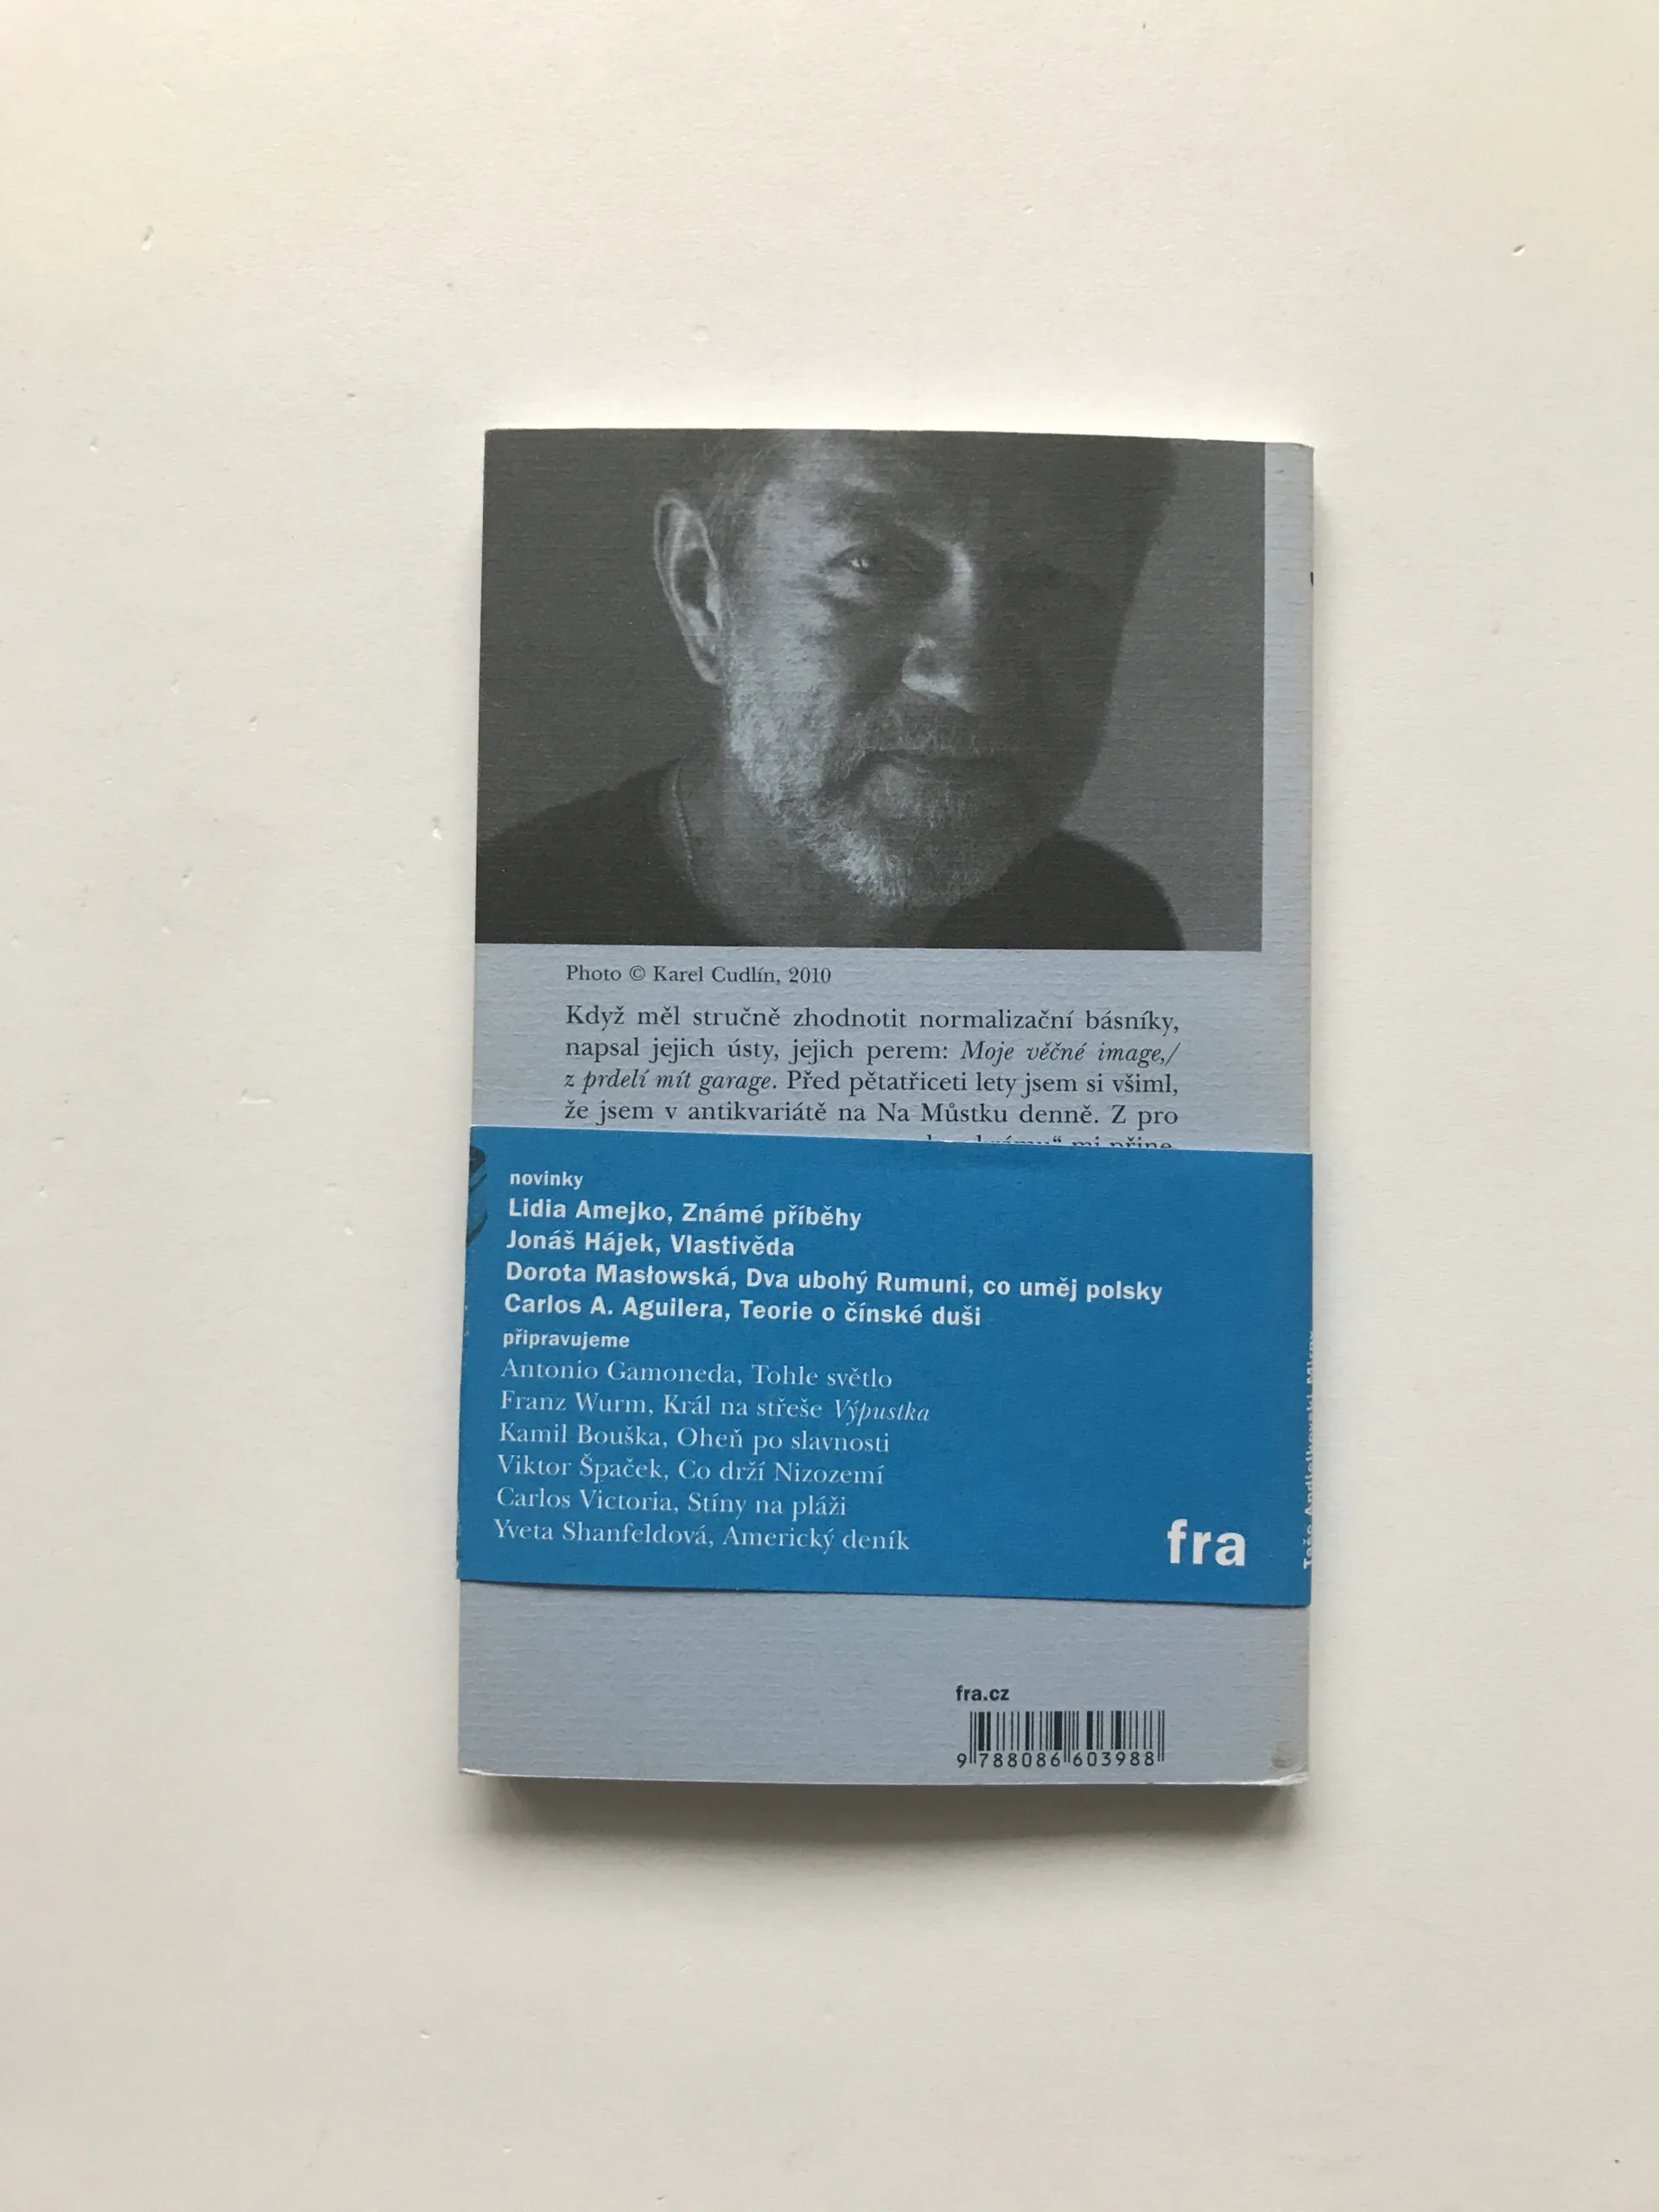 Photo © Karel Cudlín, 2010
Když měl stručně zhodnotit normalizační básníky,
napsal jejich ústy, jejich perem: Moje věčné image,/
z prdelí mít garage. Před pětatřiceti lety jsem si všiml,
že jsem v antikvariátě na Na Můstku denně. Z pro
mi přine
novinky
Lidia Amejko, Známé příběhy
Jonáš Hájek, Vlastivěda
Dorota Masłowská, Dva ubohý Rumuni, co uměj polsky
Carlos A. Aguilera, Teorie o čínské duši
připravujeme
Antonio Gamoneda, Tohle světlo
Franz Wurm, Král na střeše Výpustka
Kamil Bouška, Oheň po slavnosti
Viktor Špaček, Co drží Nizozemí
Carlos Victoria, Stíny na pláži
Yveta Shanfeldová, Americký deník
fra
fra.cz
9 788086 603988